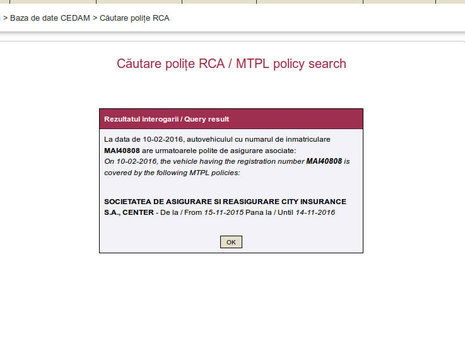 > Baza de date CEDAM > Căutare polițe RCA
Căutare polițe RCA / MTPL policy search
Rezultatul interogarii / Query result
La data de 10-02-2016, autovehiculul cu numarul de inmatriculare
MAI40808 are urmatoarele polite de asigurare asociate:
On 10-02-2016, the vehicle having the registration number MAI40808 is
covered by the following MTPL policies:
SOCIETATEA DE ASIGURARE SI REASIGURARE CITY INSURANCE
S.A., CENTER - De la / From 15-11-2015 Pana la / Until 14-11-2016
OK